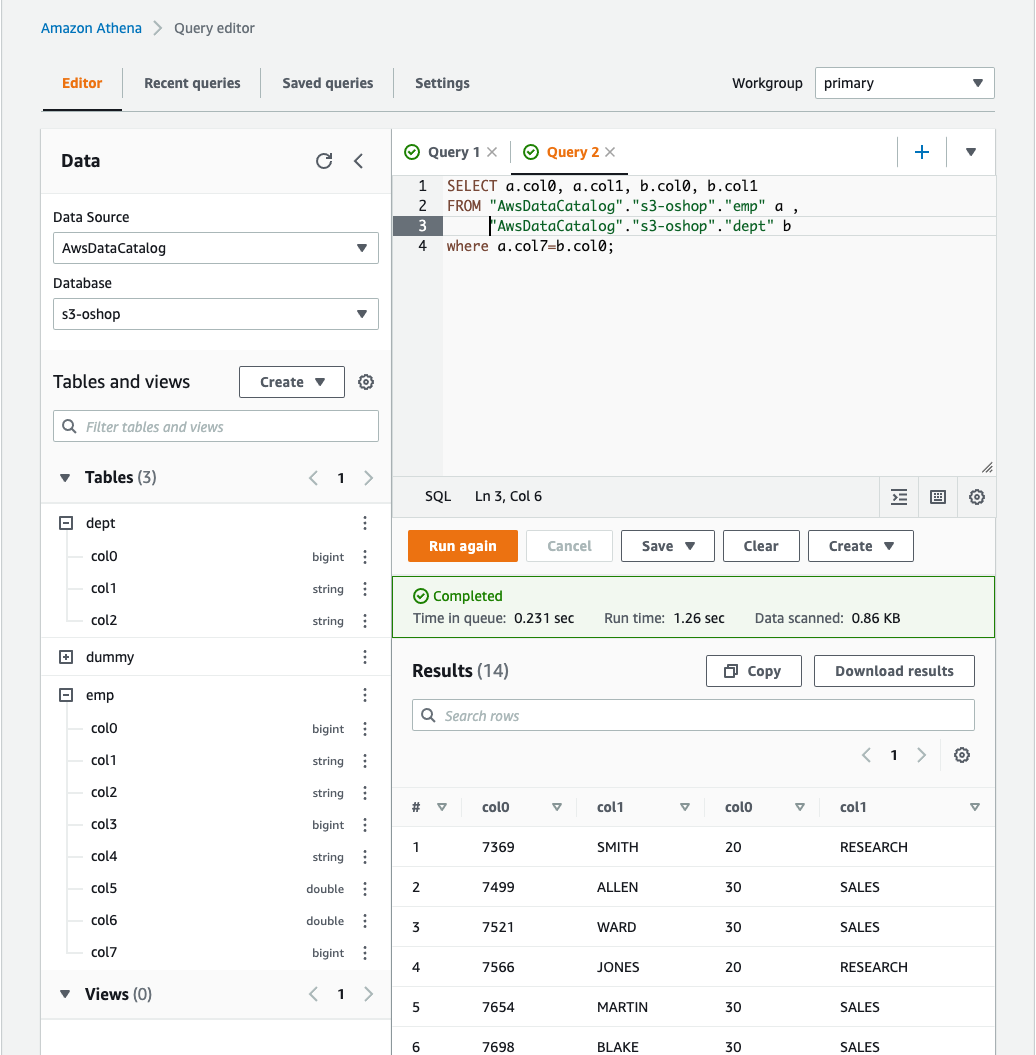 Amazon Athena Query editor
Editor Recent queries Saved queries Settings Workgroup primary
Data
Data Source
AwsDataCatalog
Database
s3-oshop
Tables and views Create
Filter tables and views
Tables (3) 1
dept
col0 bigint
col1 string
col2 string
dummy
emp
col0 bigint
col1 string
col2 string
col3 bigint
col4 string
col5 double
col6 double
col7 bigint
Views (0) 1
Query 1 Query 2
1 SELECT a.col0, a.col1, b.col0, b.col1
2 FROM "AwsDataCatalog"."s3-oshop"."emp" a ,
3 "AwsDataCatalog"."s3-oshop"."dept" b
4 where a.col7=b.col0;
SQL Ln 3, Col 6
Run again Cancel Save Clear Create
Completed
Time in queue: 0.231 sec Run time: 1.26 sec Data scanned: 0.86 KB
Results (14) Copy Download results
Search rows
1
# col0 col1 col0 col1
1 7369 SMITH 20 RESEARCH
2 7499 ALLEN 30 SALES
3 7521 WARD 30 SALES
4 7566 JONES 20 RESEARCH
5 7654 MARTIN 30 SALES
6 7698 BLAKE 30 SALES